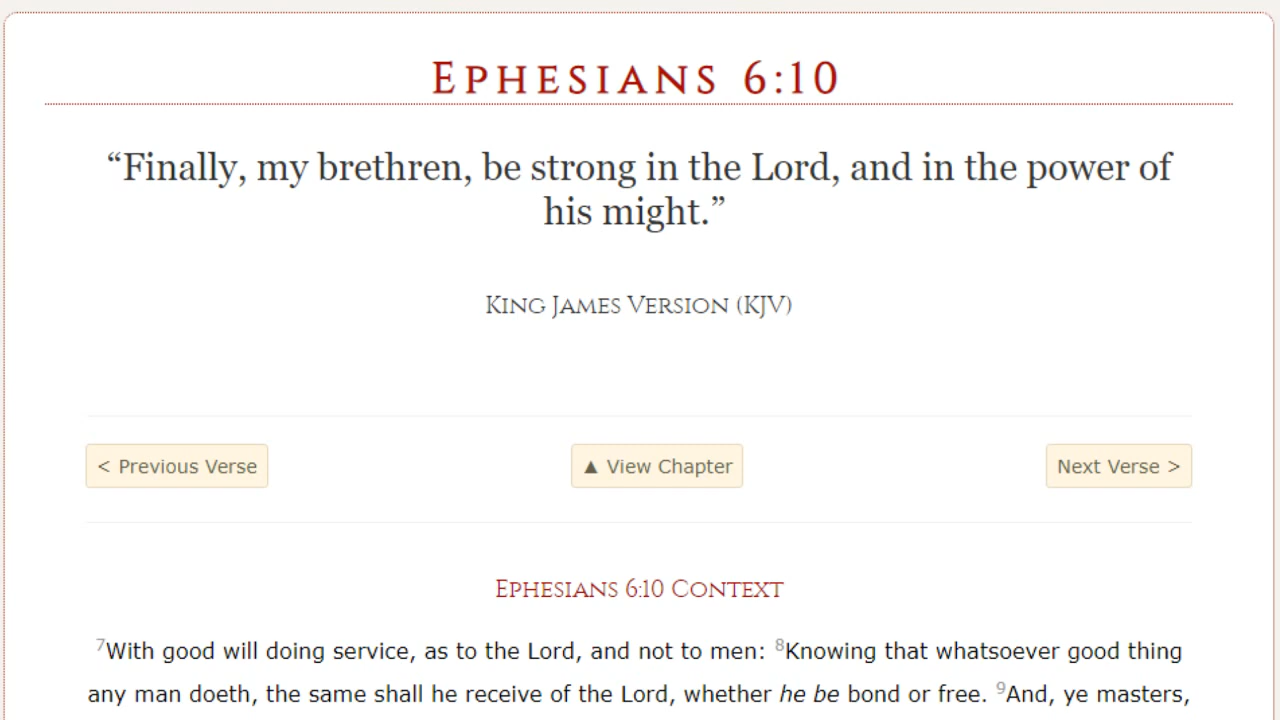 Ephesians 6:10
“Finally, my brethren, be strong in the Lord, and in the power of
his might.”
King James Version (KJV)
< Previous Verse
▲ View Chapter
Next Verse >
Ephesians 6:10 Context
7With good will doing service, as to the Lord, and not to men: 8Knowing that whatsoever good thing
any man doeth, the same shall he receive of the Lord, whether he be bond or free. 9And, ye masters,